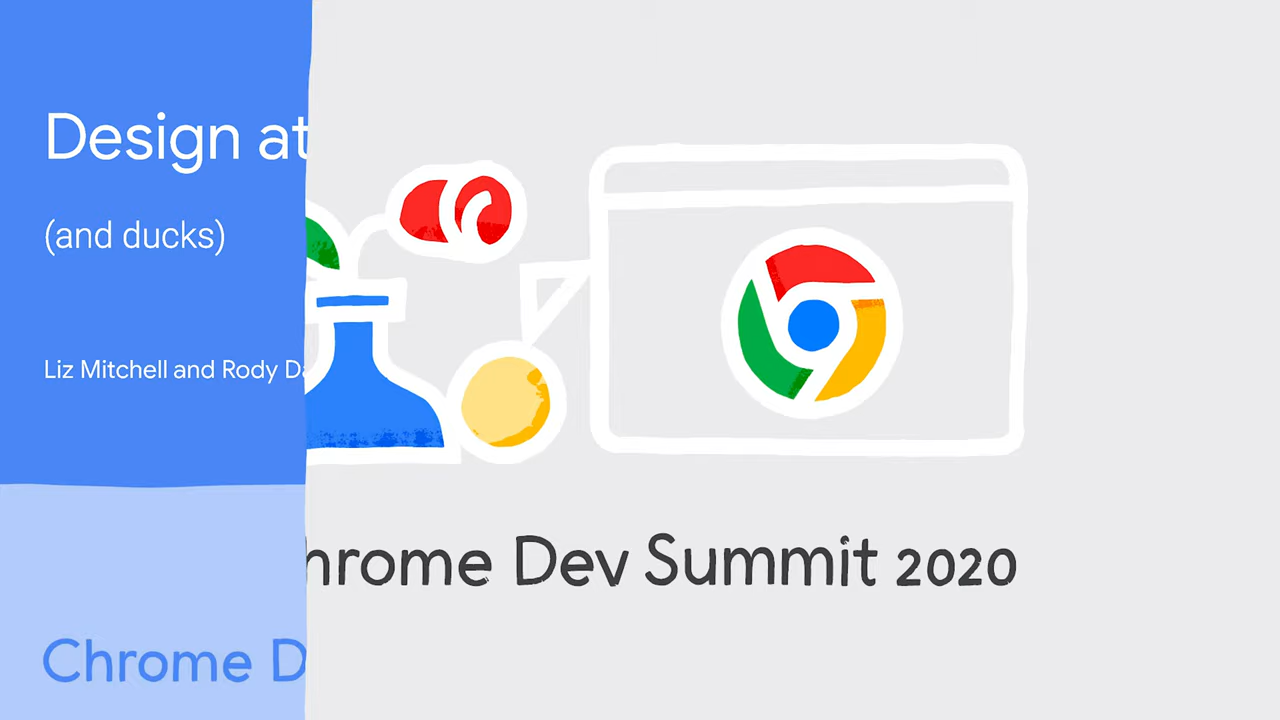 Design at
(and ducks)
Liz Mitchell and Rody
hrome Dev Summit 2020
Chrome D